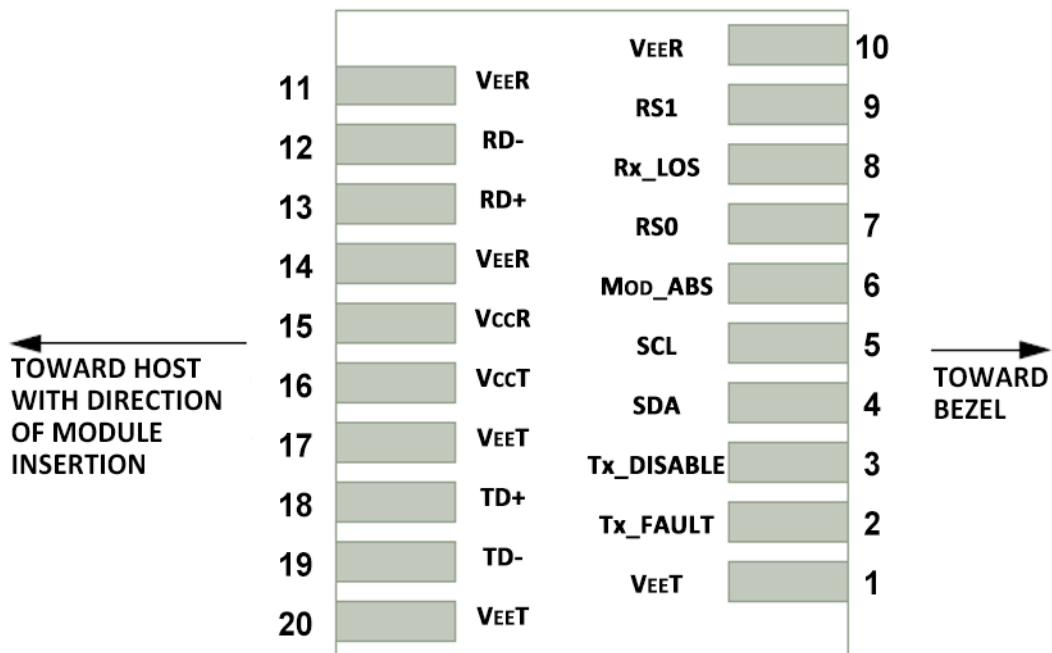 VEER 10
11 VEER
RS1 9
12 RD-
Rx_LOS 8
13 RD+
RS0 7
14 VEER
MOD_ABS 6
15 VCCR
SCL 5
TOWARD HOST
WITH DIRECTION
OF MODULE
INSERTION
16 VCCT
TOWARD
BEZEL
SDA 4
17 VEET
Tx_DISABLE 3
18 TD+
Tx_FAULT 2
19 TD-
VEET 1
20 VEET